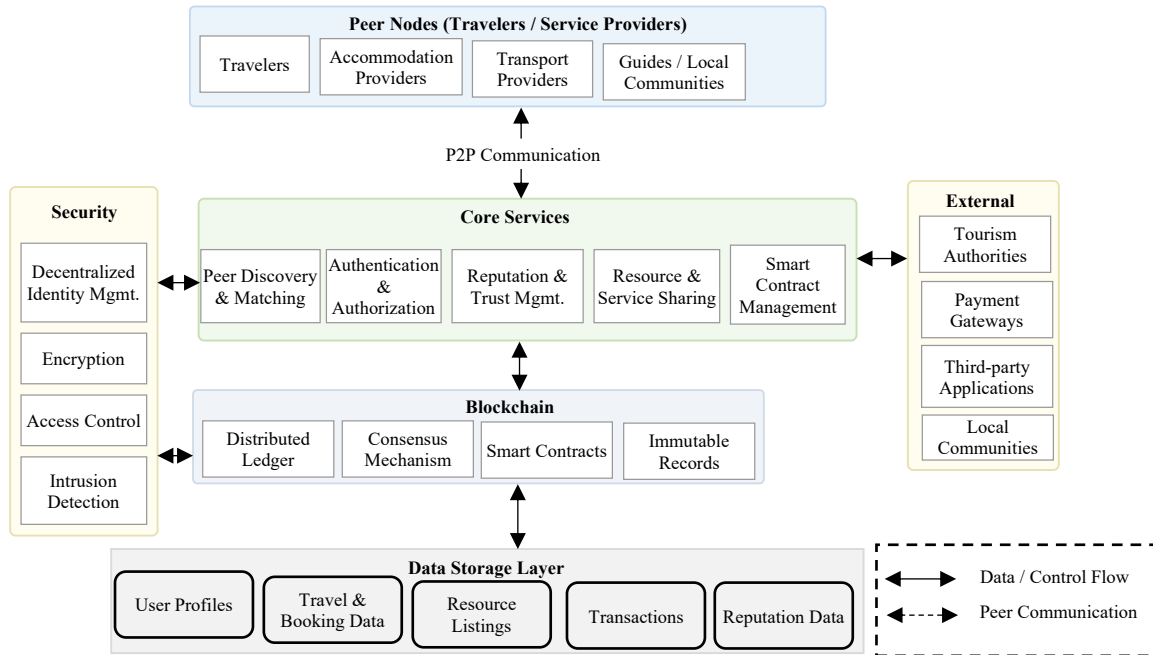 Peer Nodes (Travelers / Service Providers)
Travelers
Accommodation
Providers
Transport
Providers
Guides / Local
Communities
P2P Communication
Security
Decentralized
Identity Mgmt.
Encryption
Access Control
Intrusion
Detection
Core Services
Peer Discovery
& Matching
Authentication
&
Authorization
Reputation &
Trust Mgmt.
Resource &
Service Sharing
Smart
Contract
Management
External
Tourism
Authorities
Payment
Gateways
Third-party
Applications
Local
Communities
Blockchain
Distributed
Ledger
Consensus
Mechanism
Smart Contracts
Immutable
Records
Data Storage Layer
User Profiles
Travel &
Booking Data
Resource
Listings
Transactions
Reputation Data
Data / Control Flow
Peer Communication